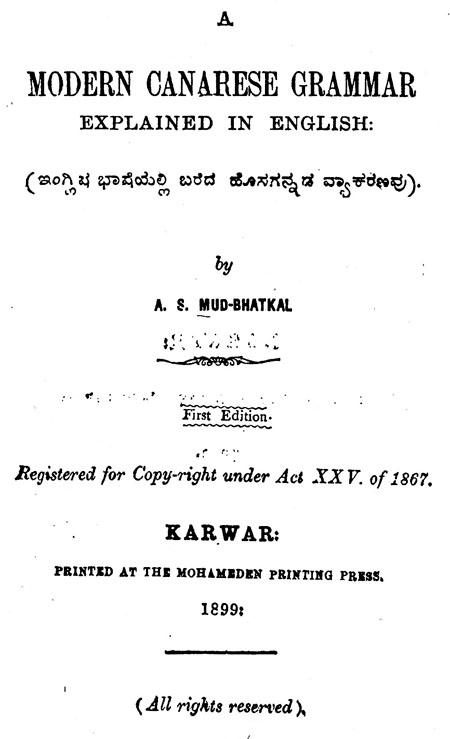 A
MODERN CANARESE GRAMMAR
EXPLAINED IN ENGLISH:
(ಇಂಗ್ಲಿಷ ಭಾಷೆಯಲ್ಲಿ ಬರೆದ ಹೊಸಗನ್ನಡ ವ್ಯಾಕರಣವು).
by
A. S. MUD-BHATKAL
First Edition.
Registered for Copy-right under Act XXV. of 1867.
KARWAR:
PRINTED AT THE MOHAMEDEN PRINTING PRESS.
1899:
(All rights reserved),